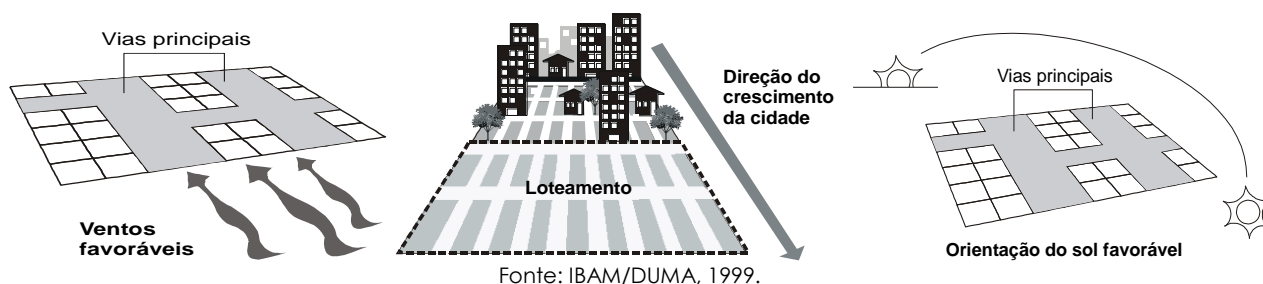 Vias principais
Ventos
favoráveis
Direção do
crescimento
da cidade
Loteamento
Vias principais
Orientação do sol favorável
Fonte: IBAM/DUMA, 1999.